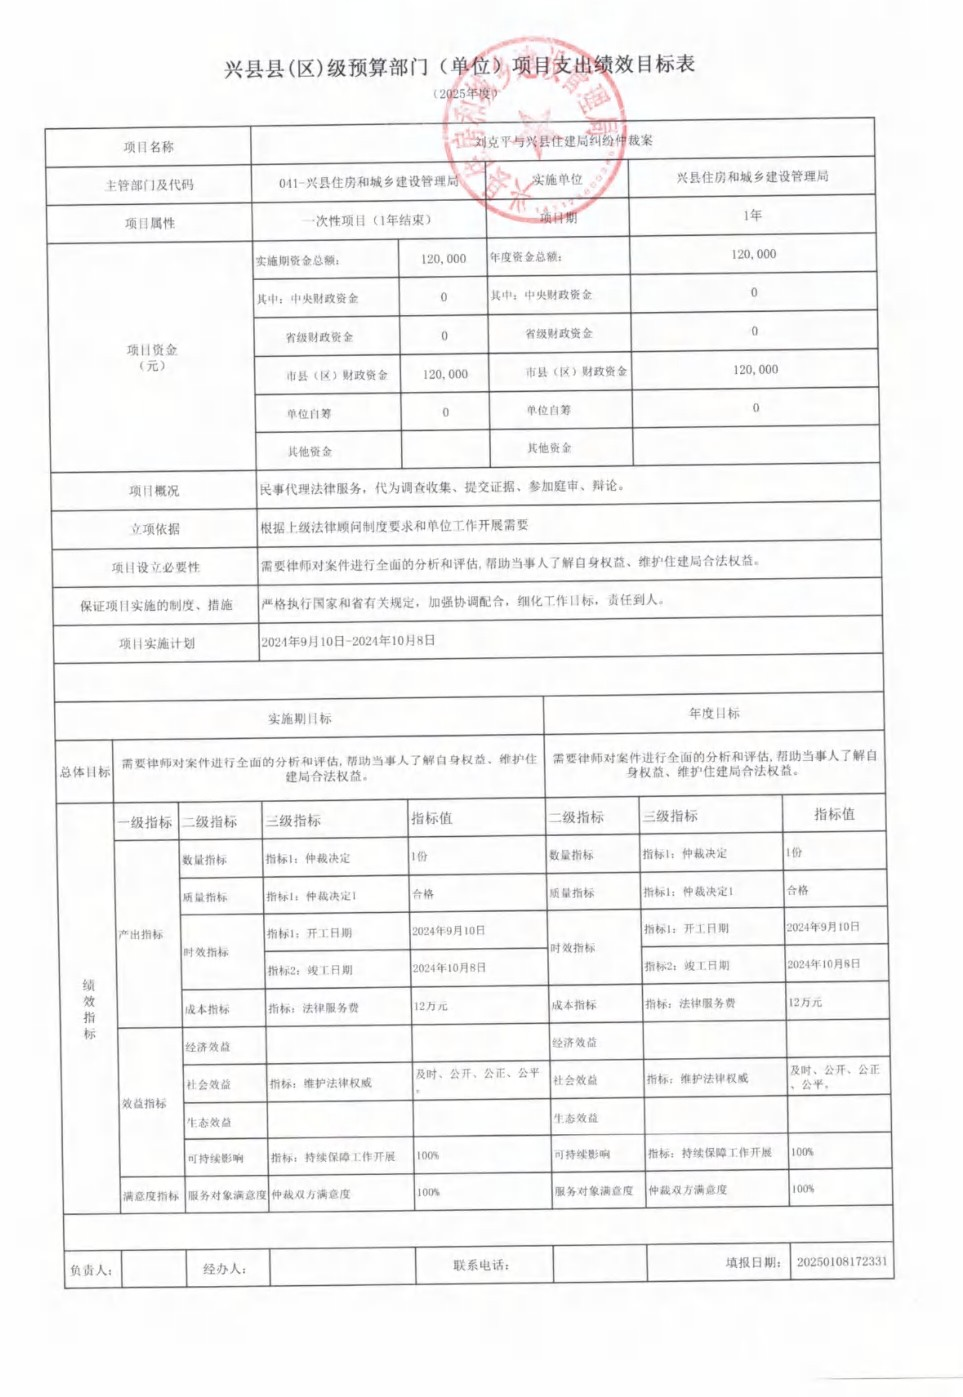 兴县县(区)级预算部门（单位）项目支出绩效目标表
（2025年度）
项目名称 刘克平与兴县住建局纠纷仲裁案
主管部门及代码 041-兴县住房和城乡建设管理局 实施单位 兴县住房和城乡建设管理局
项目属性 一次性项目（1年结束） 项目期 1年
项目资金
（元）
实施期资金总额： 120,000 年度资金总额： 120,000
其中：中央财政资金 0 其中：中央财政资金 0
省级财政资金 0 省级财政资金 0
市县（区）财政资金 120,000 市县（区）财政资金 120,000
单位自筹 0 单位自筹 0
其他资金 其他资金
项目概况 民事代理法律服务，代为调查收集、提交证据、参加庭审、辩论。
立项依据 根据上级法律顾问制度要求和单位工作开展需要
项目设立必要性 需要律师对案件进行全面的分析和评估,帮助当事人了解自身权益、维护住建局合法权益。
保证项目实施的制度、措施 严格执行国家和省有关规定，加强协调配合，细化工作目标，责任到人。
项目实施计划 2024年9月10日-2024年10月8日
实施期目标 年度目标
总体目标
需要律师对案件进行全面的分析和评估,帮助当事人了解自身权益、维护住
建局合法权益。
需要律师对案件进行全面的分析和评估,帮助当事人了解自
身权益、维护住建局合法权益。
绩效指标
一级指标 二级指标 三级指标 指标值 二级指标 三级指标 指标值
产出指标
数量指标 指标1：仲裁决定 1份 数量指标 指标1：仲裁决定 1份
质量指标 指标1：仲裁决定1 合格 质量指标 指标1：仲裁决定1 合格
时效指标 指标1：开工日期 2024年9月10日 时效指标 指标1：开工日期 2024年9月10日
指标2：竣工日期 2024年10月8日 指标2：竣工日期 2024年10月8日
成本指标 指标：法律服务费 12万元 成本指标 指标：法律服务费 12万元
效益指标
经济效益 经济效益
社会效益 指标：维护法律权威 及时、公开、公正、公平
。
社会效益 指标：维护法律权威 及时、公开、公正
、公平。
生态效益 生态效益
可持续影响 指标：持续保障工作开展 100% 可持续影响 指标：持续保障工作开展 100%
满意度指标 服务对象满意度 仲裁双方满意度 100% 服务对象满意度 仲裁双方满意度 100%
负责人： 经办人： 联系电话： 填报日期： 20250108172331
兴县住房和城乡建设管理局